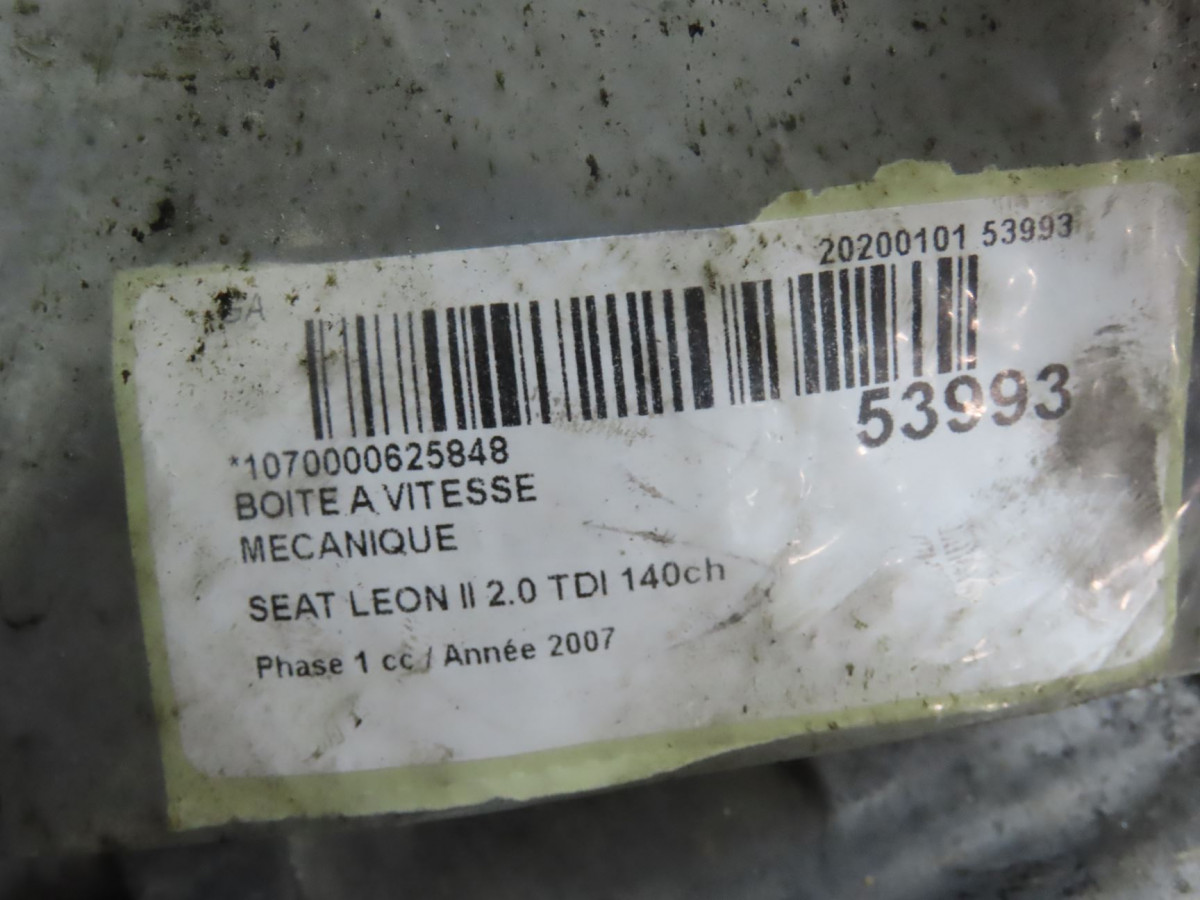 20200101 53993
53993
*1070000625848
BOITE A VITESSE
MECANIQUE
SEAT LEON II 2.0 TDI 140ch
Phase 1 cc / Année 2007